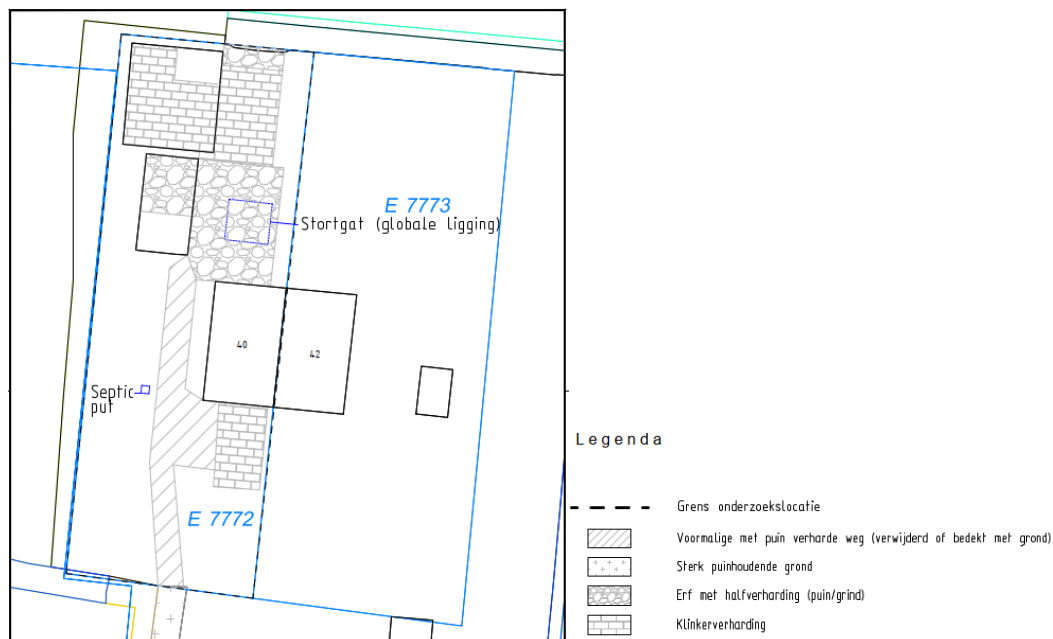 E 7773
Stortgat (globale ligging)
40
42
Septic
put
E 7772
Legenda
Grens onderzoekslocatie
Voormalige met puin verharde weg (verwijderd of bedekt met grond)
Sterk puinhoudende grond
Erf met halfverharding (puin/grind)
Klinkerverharding